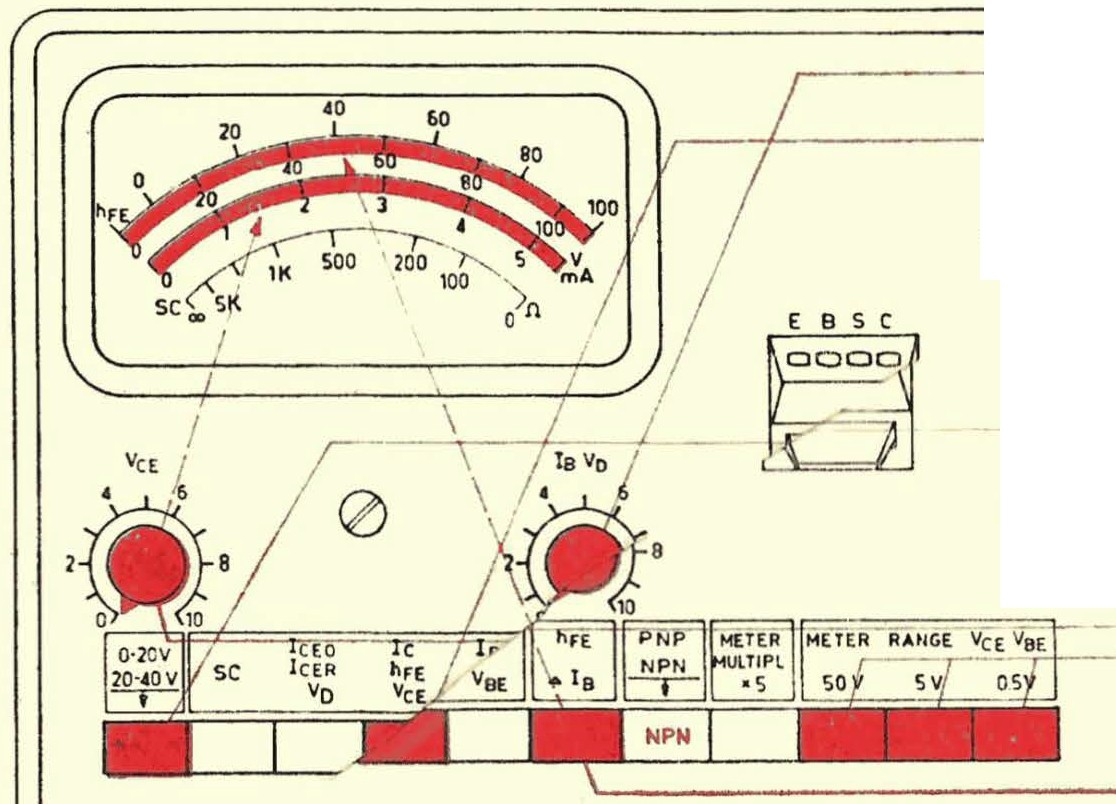 0 20 40 60 80 100
hFE
0 20 40 60 80 100 V
0 1 2 3 4 5 mA
SC ∞ 5K 1K 500 200 100 0 Ω
E B S C
VCE
0 2 4 6 8 10
IB VD
2 4 6 8 10
0-20V
20-40 V
SC
ICEO
ICER
VD
IC
hFE
VCE
VBE
hFE
IB
PNP
NPN
METER
MULTIPL
×5
METER RANGE VCE VBE
50V 5V 0.5V
NPN